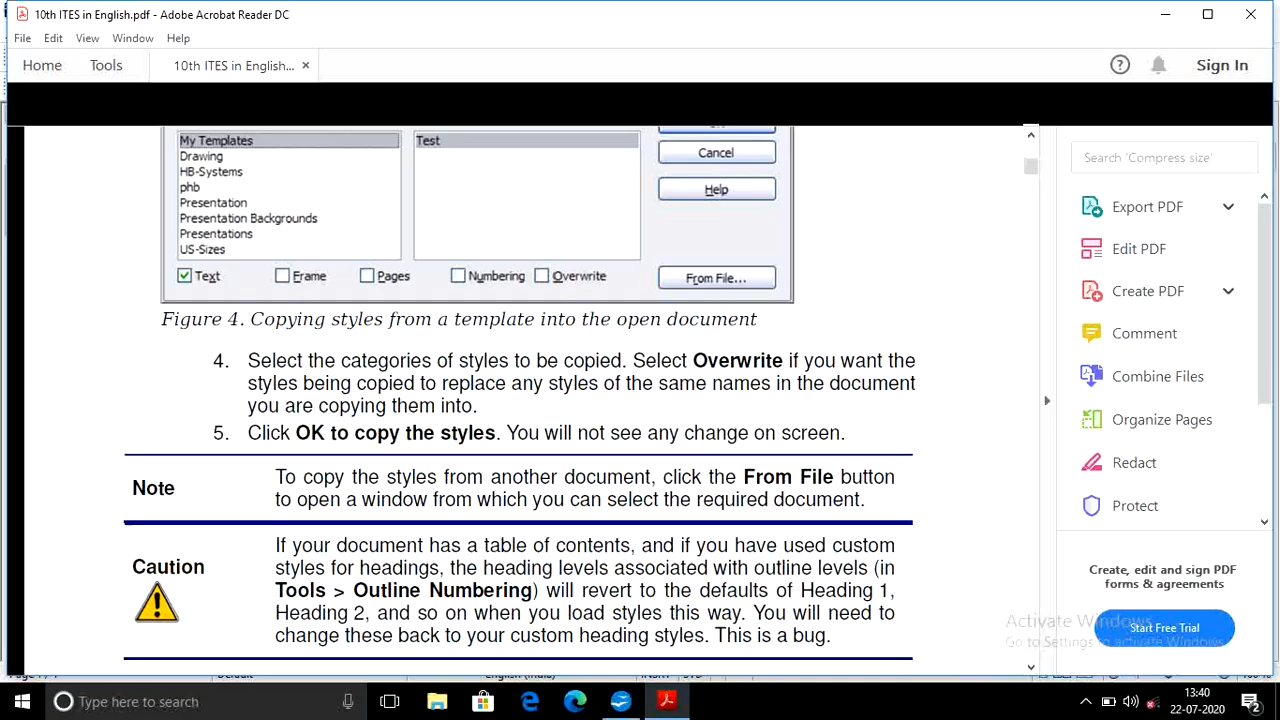 10th ITES in English.pdf - Adobe Acrobat Reader DC
File Edit View Window Help
Home Tools 10th ITES in English... × Sign In
My Templates Test
Drawing
HB-Systems
phb
Presentation
Presentation Backgrounds
Presentations
US-Sizes
Cancel
Help
Text Frame Pages Numbering Overwrite From File...
Figure 4. Copying styles from a template into the open document
4. Select the categories of styles to be copied. Select Overwrite if you want the
styles being copied to replace any styles of the same names in the document
you are copying them into.
5. Click OK to copy the styles. You will not see any change on screen.
Note
To copy the styles from another document, click the From File button
to open a window from which you can select the required document.
Caution
If your document has a table of contents, and if you have used custom
styles for headings, the heading levels associated with outline levels (in
Tools > Outline Numbering) will revert to the defaults of Heading 1,
Heading 2, and so on when you load styles this way. You will need to
change these back to your custom heading styles. This is a bug.
Search 'Compress size'
Export PDF
Edit PDF
Create PDF
Comment
Combine Files
Organize Pages
Redact
Protect
Create, edit and sign PDF
forms & agreements
Start Free Trial
Activate Windows
Go to Settings to activate Windows.
Type here to search
13:40
22-07-2020
2